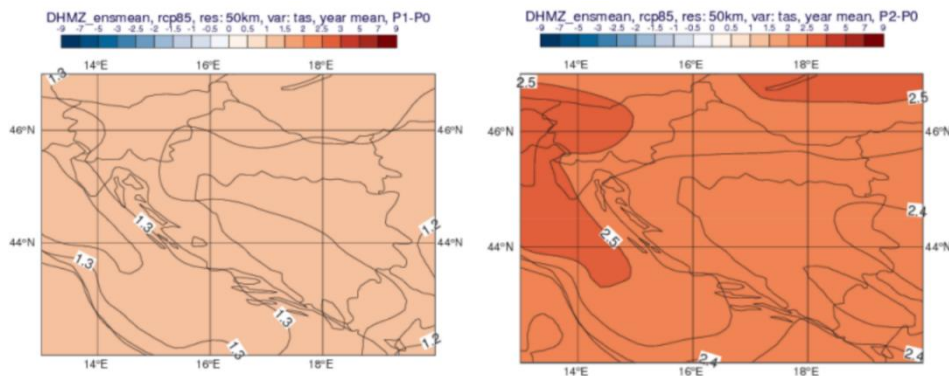 DHMZ_ensmean, rcp85, res: 50km, var: tas, year mean, P1-P0
-9 -7 -5 -3 -2.5 -2 -1.5 -1 -0.5 0 0.5 1 1.5 2 2.5 3 5 7 9
14°E 16°E 18°E
1.3
46°N 46°N
1.3
1.2
44°N 44°N
1.3
1.3
1.3
1.2
14°E 16°E 18°E
DHMZ_ensmean, rcp85, res: 50km, var: tas, year mean, P2-P0
-9 -7 -5 -3 -2.5 -2 -1.5 -1 -0.5 0 0.5 1 1.5 2 2.5 3 5 7 9
14°E 16°E 18°E
2.5 2.5
46°N 46°N
2.4
2.5
44°N 44°N
2.4 2.4
14°E 16°E 18°E